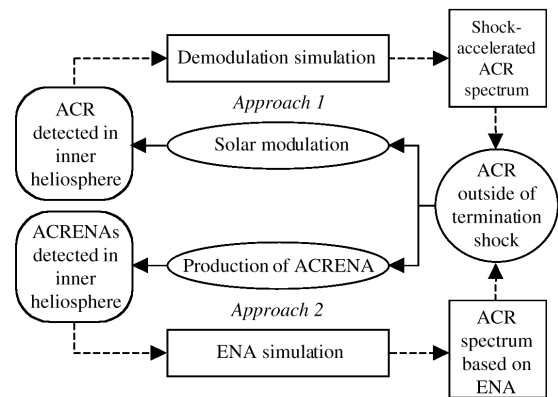 Demodulation simulation
Shock-
accelerated
ACR
spectrum
Approach 1
ACR
detected in
inner
heliosphere
Solar modulation
ACR
outside of
termination
shock
ACRENAs
detected in
inner
heliosphere
Production of ACRENA
Approach 2
ENA simulation
ACR
spectrum
based on
ENA